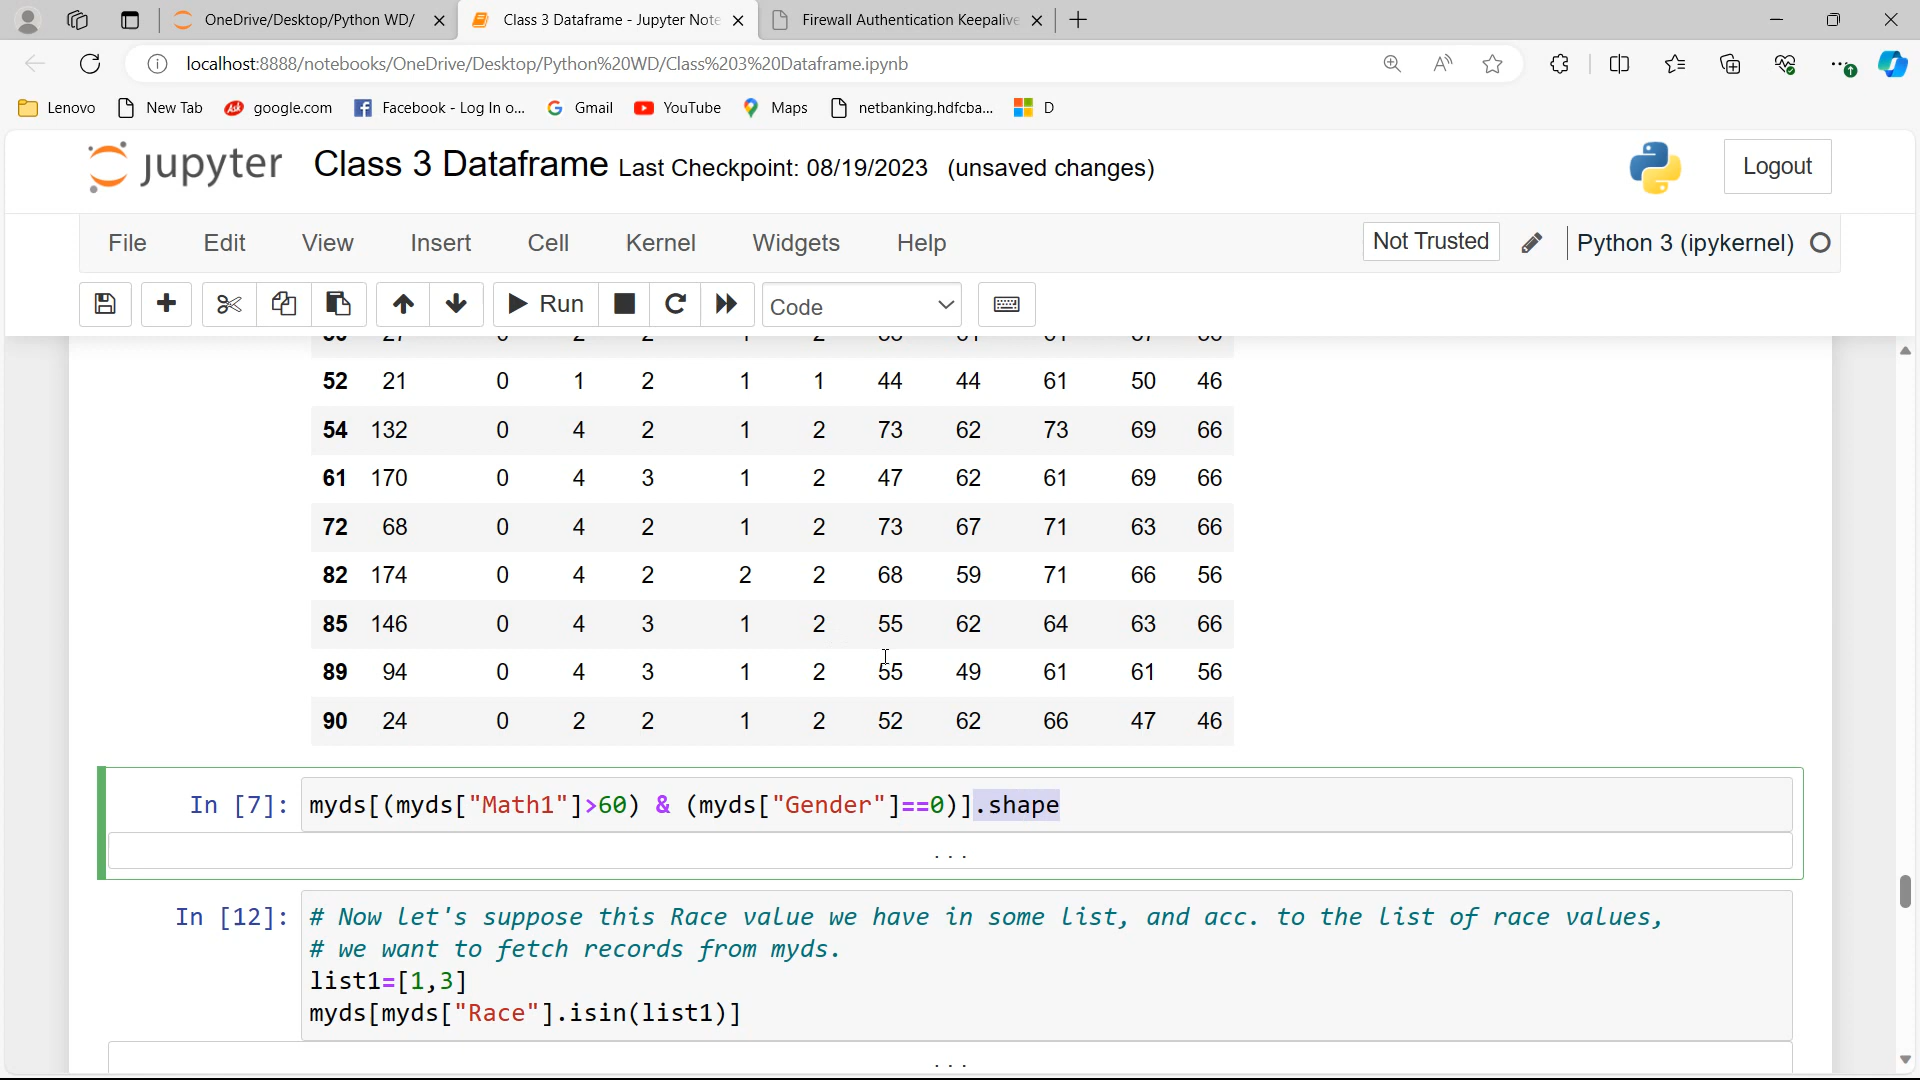 OneDrive/Desktop/Python WD/
Class 3 Dataframe - Jupyter Note
Firewall Authentication Keepalive
localhost:8888/notebooks/OneDrive/Desktop/Python%20WD/Class%203%20Dataframe.ipynb
Lenovo New Tab google.com Facebook - Log In o... Gmail YouTube Maps netbanking.hdfcba... D
jupyter Class 3 Dataframe Last Checkpoint: 08/19/2023 (unsaved changes) Logout
File Edit View Insert Cell Kernel Widgets Help Not Trusted Python 3 (ipykernel)
Run Code
52 21 0 1 2 1 1 44 44 61 50 46
54 132 0 4 2 1 2 73 62 73 69 66
61 170 0 4 3 1 2 47 62 61 69 66
72 68 0 4 2 1 2 73 67 71 63 66
82 174 0 4 2 2 2 68 59 71 66 56
85 146 0 4 3 1 2 55 62 64 63 66
89 94 0 4 3 1 2 55 49 61 61 56
90 24 0 2 2 1 2 52 62 66 47 46
In [7]: myds[(myds["Math1"]>60) & (myds["Gender"]==0)].shape
...
In [12]: # Now let's suppose this Race value we have in some list, and acc. to the list of race values,
# we want to fetch records from myds.
list1=[1,3]
myds[myds["Race"].isin(list1)]
...